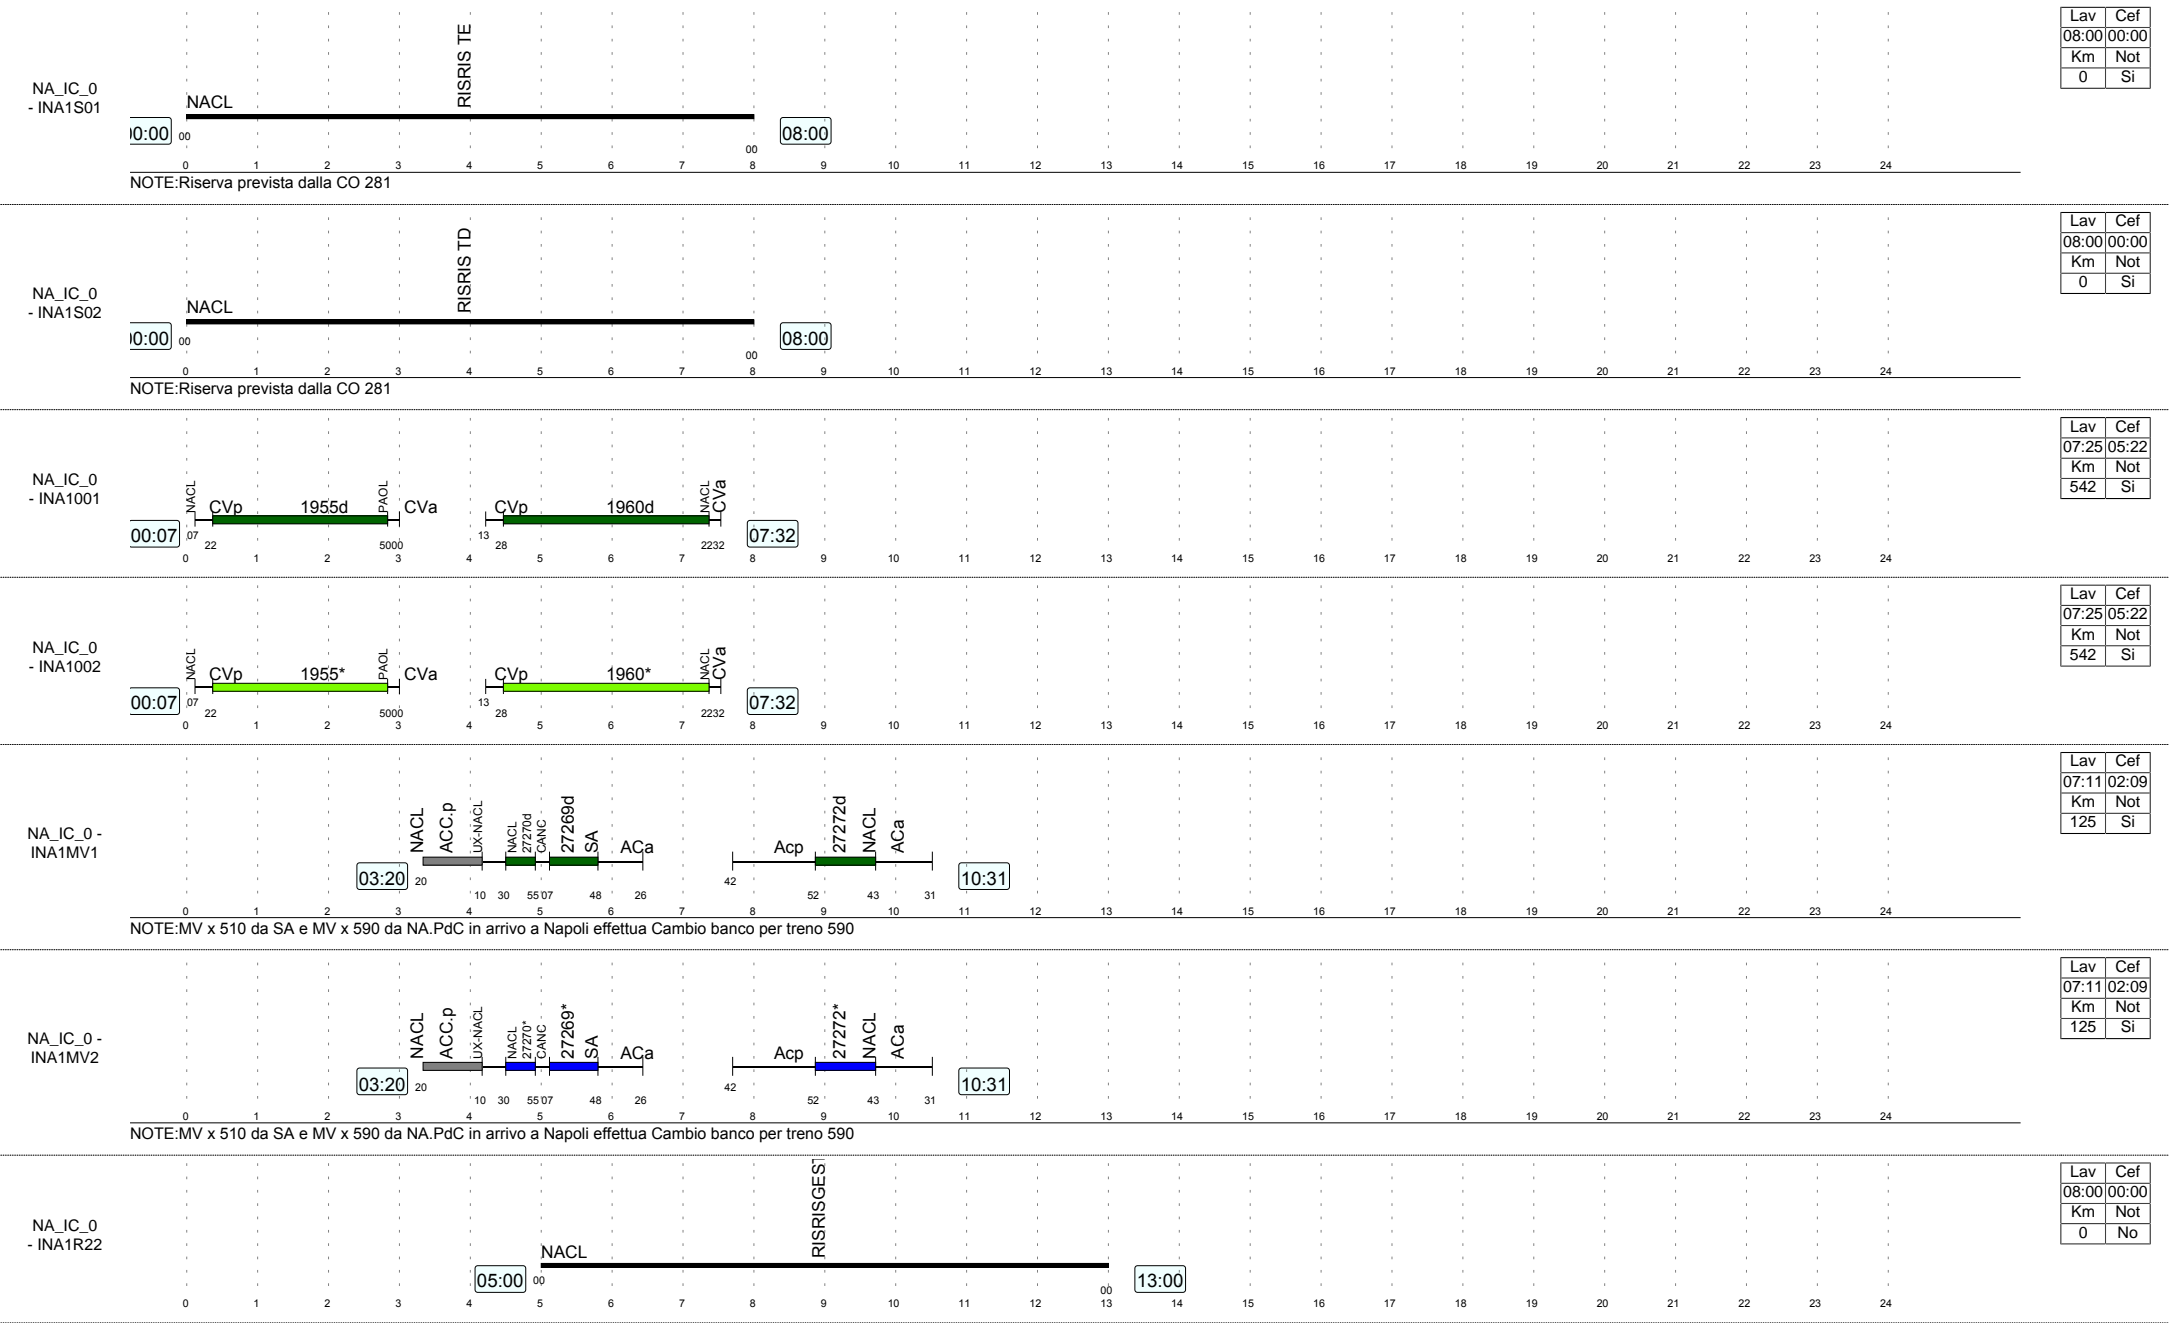 RISRIS TE
NA_IC_0
- INA1S01
NACL
00:00 00
00 08:00
0 1 2 3 4 5 6 7 8 9 10 11 12 13 14 15 16 17 18 19 20 21 22 23 24
NOTE:Riserva prevista dalla CO 281
Lav Cef
08:00 00:00
Km Not
0 Si
RISRIS TD
NA_IC_0
- INA1S02
NACL
00:00 00
00 08:00
0 1 2 3 4 5 6 7 8 9 10 11 12 13 14 15 16 17 18 19 20 21 22 23 24
NOTE:Riserva prevista dalla CO 281
Lav Cef
08:00 00:00
Km Not
0 Si
NA_IC_0
- INA1001
NACL CVp 1955d PAOL CVa CVp 1960d NACL CVa
00:07 07 22 5000 13 28 2232 07:32
0 1 2 3 4 5 6 7 8 9 10 11 12 13 14 15 16 17 18 19 20 21 22 23 24
Lav Cef
07:25 05:22
Km Not
542 Si
NA_IC_0
- INA1002
NACL CVp 1955* PAOL CVa CVp 1960* NACL CVa
00:07 07 22 5000 13 28 2232 07:32
0 1 2 3 4 5 6 7 8 9 10 11 12 13 14 15 16 17 18 19 20 21 22 23 24
Lav Cef
07:25 05:22
Km Not
542 Si
NA_IC_0 -
INA1MV1
NACL ACC.p UX-NACL NACL 27270d CANC 27269d SA ACa Acp 27272d NACL ACa
03:20 20 10 30 55 07 48 26 42 52 43 31 10:31
0 1 2 3 4 5 6 7 8 9 10 11 12 13 14 15 16 17 18 19 20 21 22 23 24
NOTE:MV x 510 da SA e MV x 590 da NA.PdC in arrivo a Napoli effettua Cambio banco per treno 590
Lav Cef
07:11 02:09
Km Not
125 Si
NA_IC_0 -
INA1MV2
NACL ACC.p UX-NACL NACL 27270* CANC 27269* SA ACa Acp 27272* NACL ACa
03:20 20 10 30 55 07 48 26 42 52 43 31 10:31
0 1 2 3 4 5 6 7 8 9 10 11 12 13 14 15 16 17 18 19 20 21 22 23 24
NOTE:MV x 510 da SA e MV x 590 da NA.PdC in arrivo a Napoli effettua Cambio banco per treno 590
Lav Cef
07:11 02:09
Km Not
125 Si
RISRISGEST
NA_IC_0
- INA1R22
NACL
05:00 00
00 13:00
0 1 2 3 4 5 6 7 8 9 10 11 12 13 14 15 16 17 18 19 20 21 22 23 24
Lav Cef
08:00 00:00
Km Not
0 No